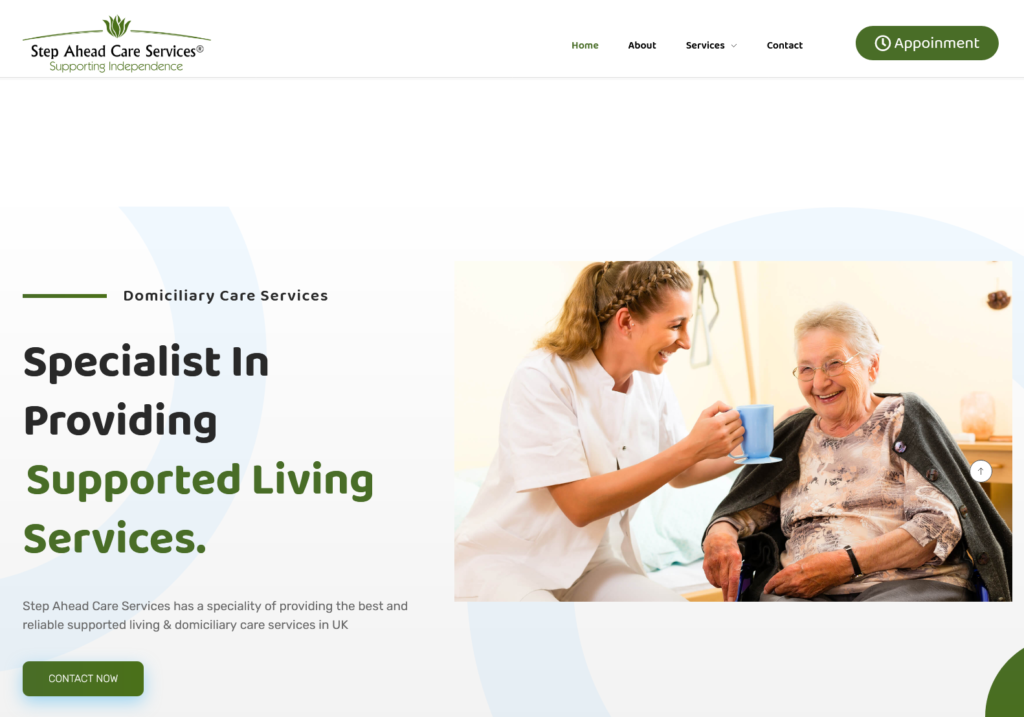 Step Ahead Care Services®
Supporting Independence
Home
About
Services
Contact
Appoinment
Domiciliary Care Services
Specialist In
Providing
Supported Living
Services.
Step Ahead Care Services has a speciality of providing the best and
reliable supported living & domiciliary care services in UK
CONTACT NOW